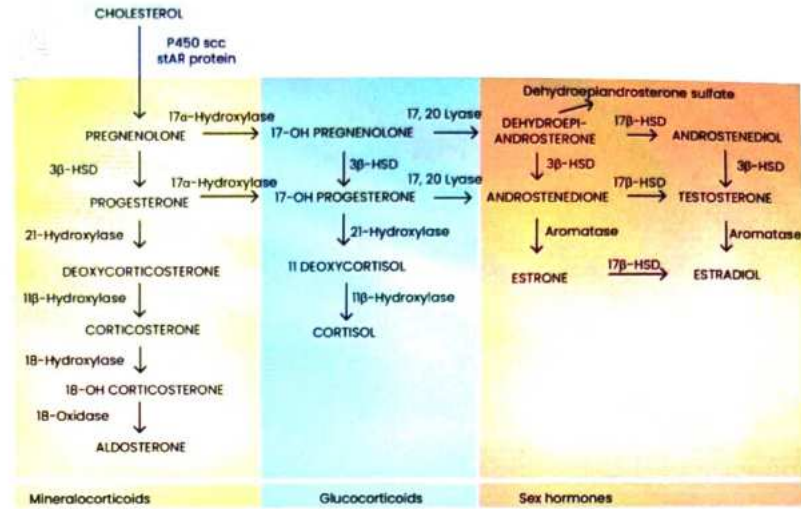 CHOLESTEROL
P450 scc
stAR protein
Dehydroepiandrosterone sulfate
17α-Hydroxylase
17, 20 Lyase
17β-HSD
PREGNENOLONE
17-OH PREGNENOLONE
DEHYDROEPI-
ANDROSTERONE
ANDROSTENEDIOL
3β-HSD
3β-HSD
3β-HSD
3β-HSD
17α-Hydroxylase
17, 20 Lyase
17β-HSD
PROGESTERONE
17-OH PROGESTERONE
ANDROSTENEDIONE
TESTOSTERONE
21-Hydroxylase
21-Hydroxylase
Aromatase
Aromatase
DEOXYCORTICOSTERONE
11 DEOXYCORTISOL
ESTRONE
17β-HSD
ESTRADIOL
11β-Hydroxylase
11β-Hydroxylase
CORTICOSTERONE
CORTISOL
18-Hydroxylase
18-OH CORTICOSTERONE
18-Oxidase
ALDOSTERONE
Mineralocorticoids
Glucocorticoids
Sex hormones